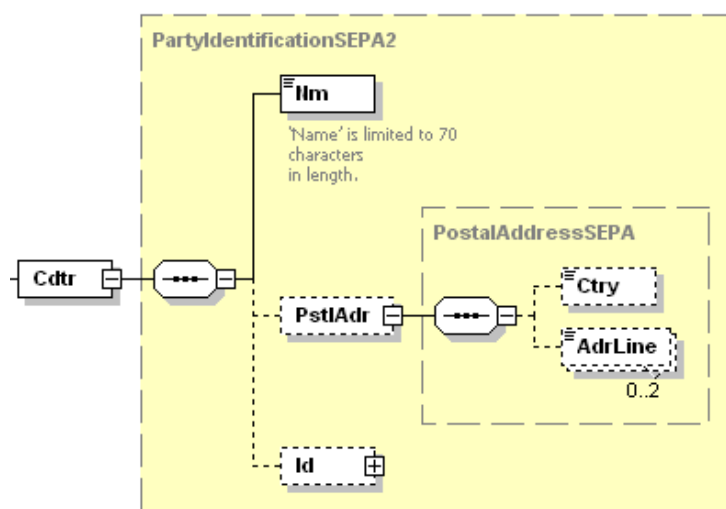 PartyIdentificationSEPA2
Nm
'Name' is limited to 70
characters
in length.
PostalAddressSEPA
Cdtr
Ctry
PstlAdr
AdrLine
0..2
Id